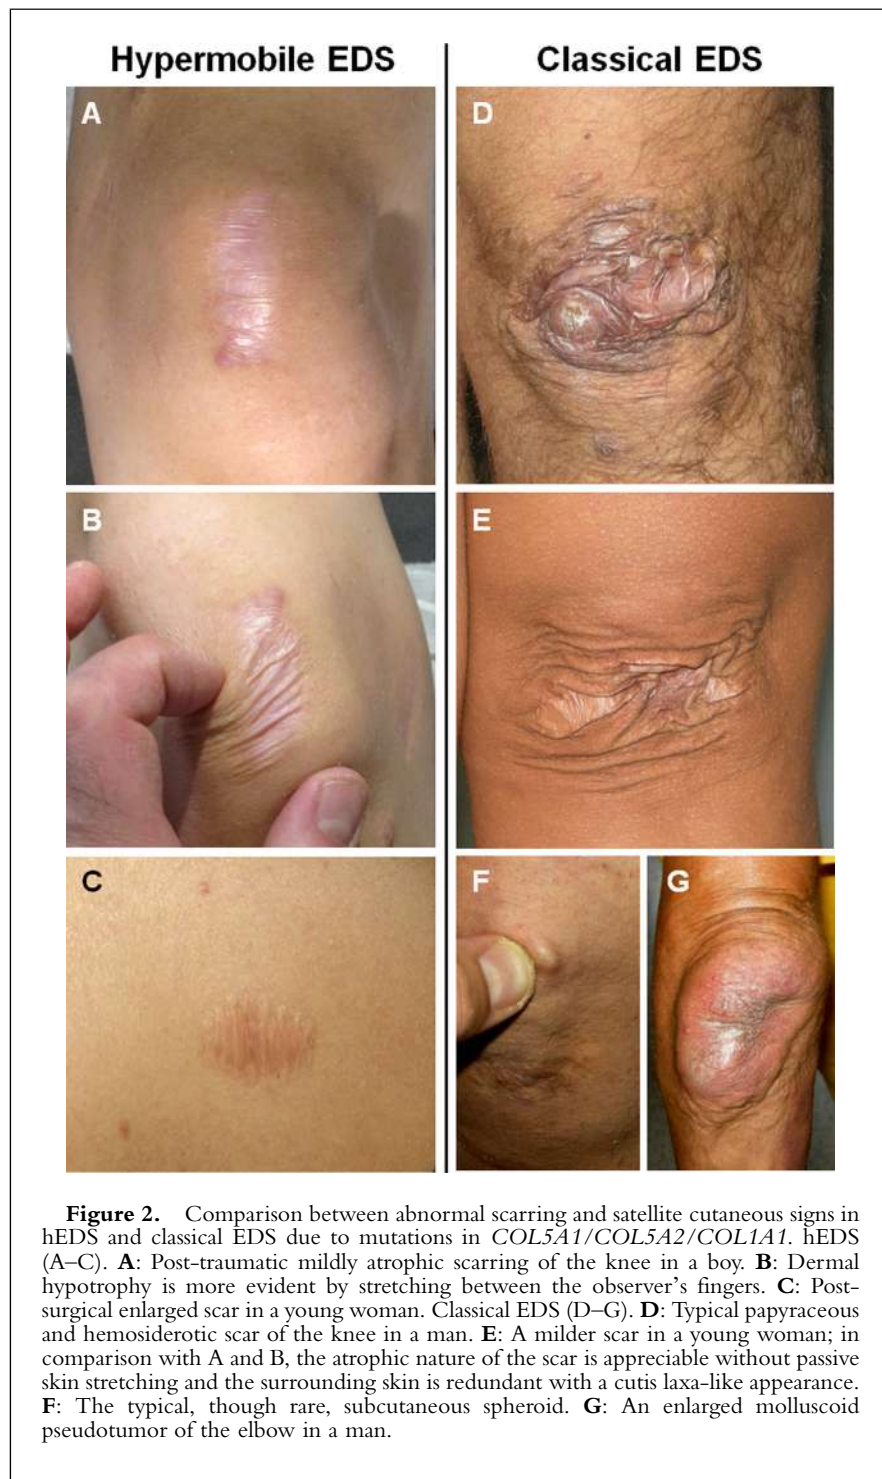 Hypermobile EDS
Classical EDS
A
D
B
E
C
F
G
Figure 2. Comparison between abnormal scarring and satellite cutaneous signs in
hEDS and classical EDS due to mutations in COL5A1/COL5A2/COL1A1. hEDS
(A–C). A: Post-traumatic mildly atrophic scarring of the knee in a boy. B: Dermal
hypotrophy is more evident by stretching between the observer's fingers. C: Post-
surgical enlarged scar in a young woman. Classical EDS (D–G). D: Typical papyraceous
and hemosiderotic scar of the knee in a man. E: A milder scar in a young woman; in
comparison with A and B, the atrophic nature of the scar is appreciable without passive
skin stretching and the surrounding skin is redundant with a cutis laxa-like appearance.
F: The typical, though rare, subcutaneous spheroid. G: An enlarged molluscoid
pseudotumor of the elbow in a man.